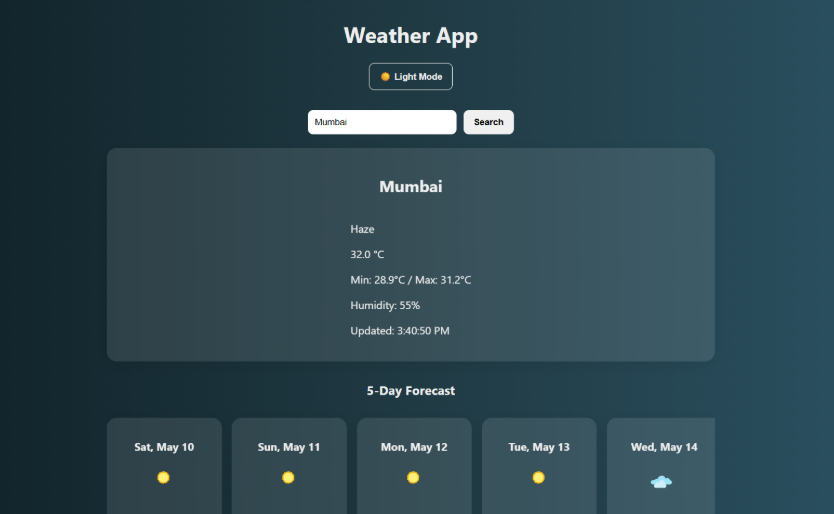 Weather App
Light Mode
Mumbai
Search
Mumbai
Haze
32.0 °C
Min: 28.9°C / Max: 31.2°C
Humidity: 55%
Updated: 3:40:50 PM
5-Day Forecast
Sat, May 10
Sun, May 11
Mon, May 12
Tue, May 13
Wed, May 14